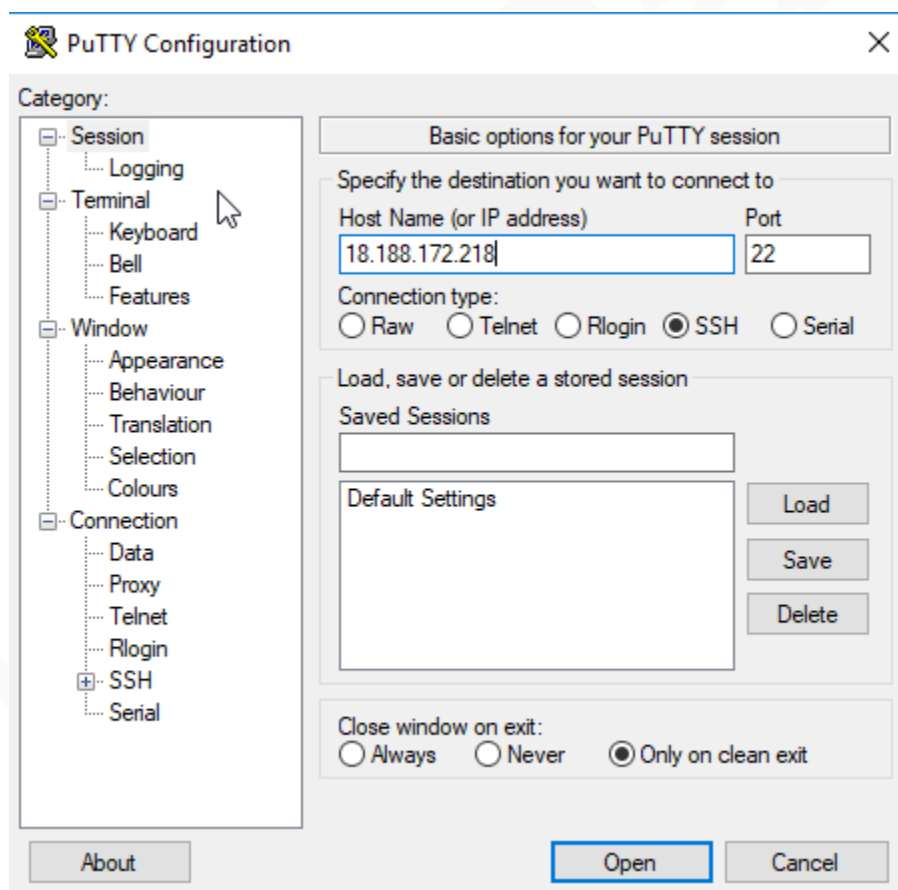 PuTTY Configuration
Category:
Session
Logging
Terminal
Keyboard
Bell
Features
Window
Appearance
Behaviour
Translation
Selection
Colours
Connection
Data
Proxy
Telnet
Rlogin
SSH
Serial
Basic options for your PuTTY session
Specify the destination you want to connect to
Host Name (or IP address) Port
18.188.172.218 22
Connection type:
Raw Telnet Rlogin SSH Serial
Load, save or delete a stored session
Saved Sessions
Default Settings
Load
Save
Delete
Close window on exit:
Always Never Only on clean exit
About Open Cancel